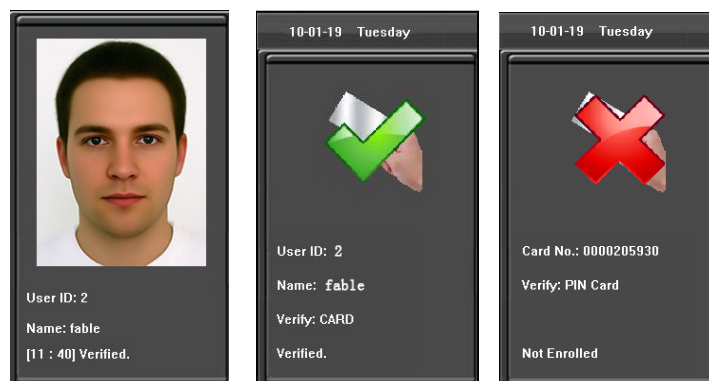 User ID: 2
Name: fable
[11 : 40] Verified.
10-01-19 Tuesday
User ID: 2
Name: fable
Verify: CARD
Verified.
10-01-19 Tuesday
Card No.: 0000205930
Verify: PIN Card
Not Enrolled